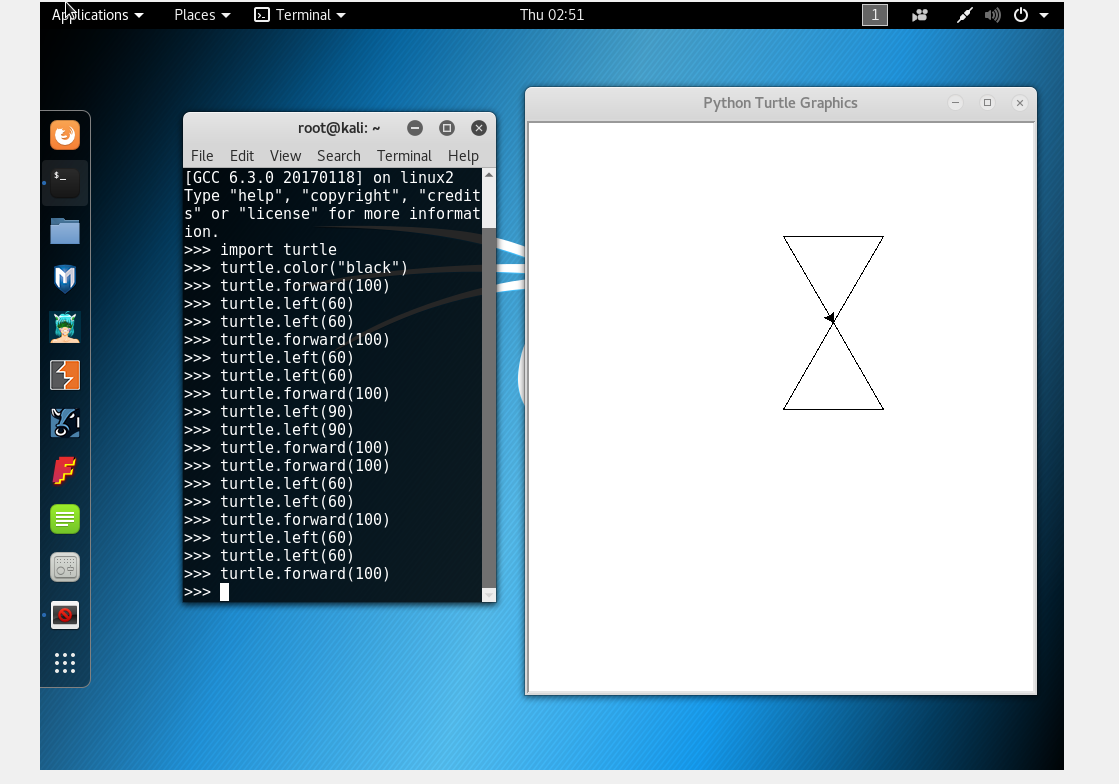 Applications Places Terminal Thu 02:51 1
root@kali: ~
File Edit View Search Terminal Help
[GCC 6.3.0 20170118] on linux2
Type "help", "copyright", "credit
s" or "license" for more informat
ion.
>>> import turtle
>>> turtle.color("black")
>>> turtle.forward(100)
>>> turtle.left(60)
>>> turtle.left(60)
>>> turtle.forward(100)
>>> turtle.left(60)
>>> turtle.left(60)
>>> turtle.forward(100)
>>> turtle.left(90)
>>> turtle.left(90)
>>> turtle.forward(100)
>>> turtle.forward(100)
>>> turtle.left(60)
>>> turtle.left(60)
>>> turtle.forward(100)
>>> turtle.left(60)
>>> turtle.left(60)
>>> turtle.forward(100)
>>>
Python Turtle Graphics